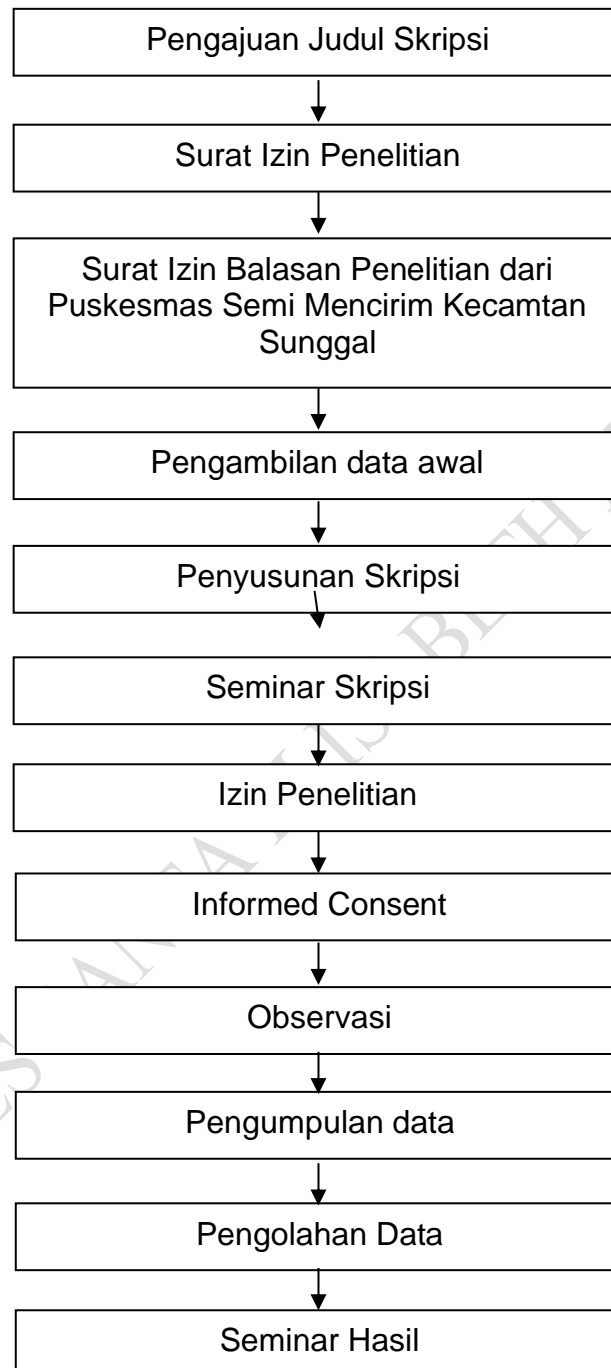 Pengajuan Judul Skripsi
Surat Izin Penelitian
Surat Izin Balasan Penelitian dari
Puskesmas Semi Mencirim Kecamtan
Sunggal
Pengambilan data awal
Penyusunan Skripsi
Seminar Skripsi
Izin Penelitian
Informed Consent
Observasi
Pengumpulan data
Pengolahan Data
Seminar Hasil